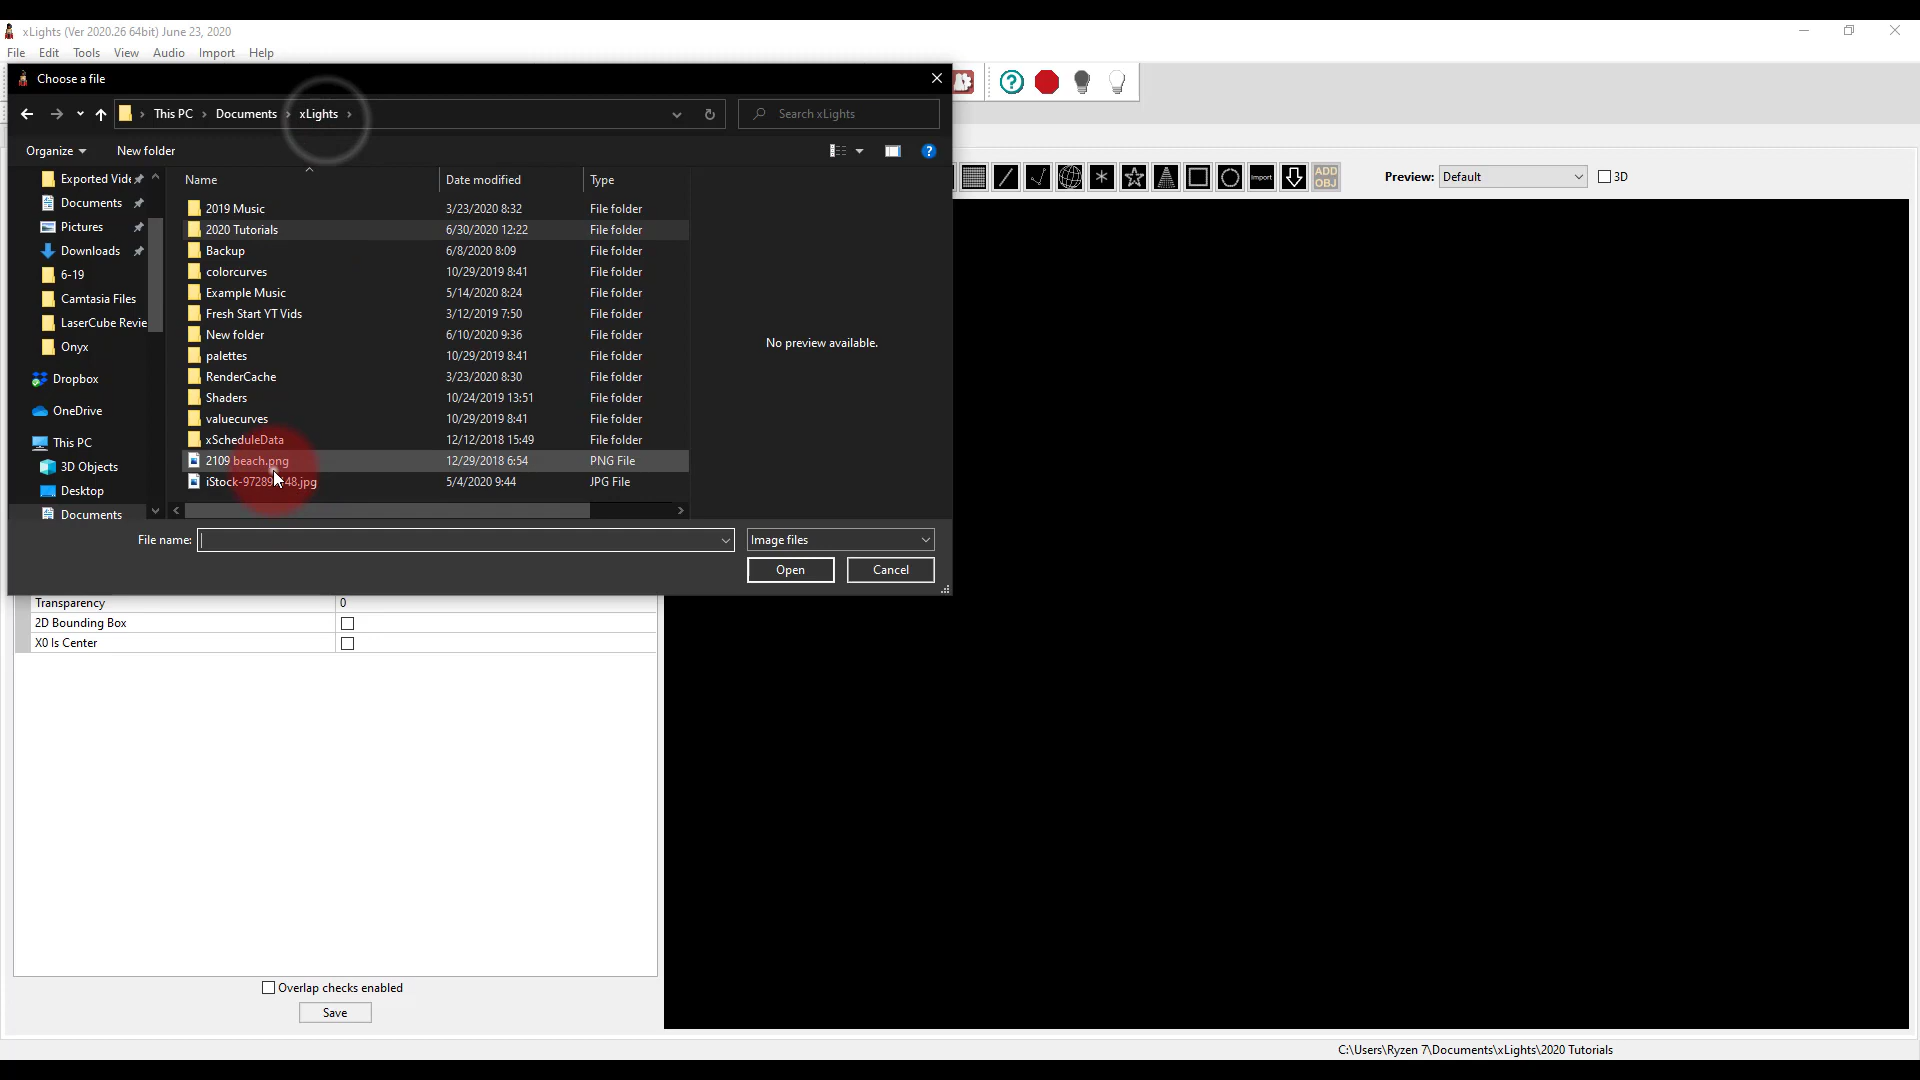 xLights (Ver 2020.26 64bit) June 23, 2020
File Edit Tools View Audio Import Help
Choose a file
This PC > Documents > xLights >
Search xLights
Organize New folder
Name Date modified Type
Exported Vide
Documents
Pictures
Downloads
6-19
Camtasia Files
LaserCube Revie
Onyx
Dropbox
OneDrive
This PC
3D Objects
Desktop
Documents
2019 Music 3/23/2020 8:32 File folder
2020 Tutorials 6/30/2020 12:22 File folder
Backup 6/8/2020 8:09 File folder
colorcurves 10/29/2019 8:41 File folder
Example Music 5/14/2020 8:24 File folder
Fresh Start YT Vids 3/12/2019 7:50 File folder
New folder 6/10/2020 9:36 File folder
palettes 10/29/2019 8:41 File folder
RenderCache 3/23/2020 8:30 File folder
Shaders 10/24/2019 13:51 File folder
valuecurves 10/29/2019 8:41 File folder
xScheduleData 12/12/2018 15:49 File folder
2109 beach.png 12/29/2018 6:54 PNG File
5/4/2020 9:44 JPG File
No preview available.
File name: Image files
Open Cancel
Import ADD OBJ Preview: Default 3D
Transparency 0
2D Bounding Box
X0 Is Center
Overlap checks enabled
Save
C:\Users\Ryzen 7\Documents\xLights\2020 Tutorials